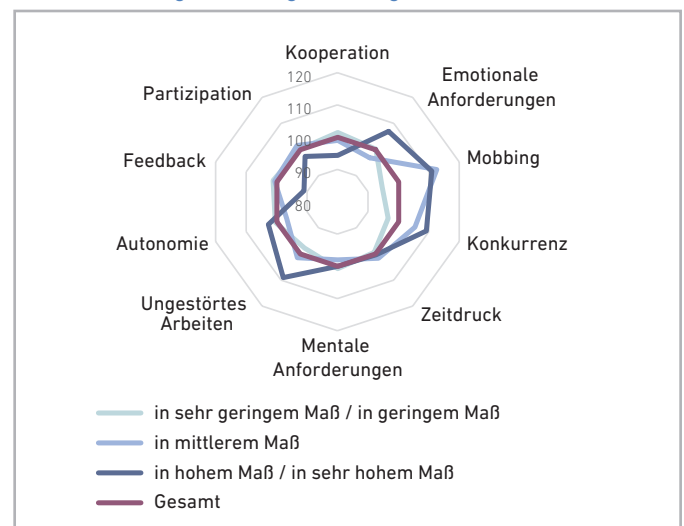 Kooperation
120
110
100
90
80
Emotionale
Anforderungen
Mobbing
Konkurrenz
Zeitdruck
Mentale
Anforderungen
Ungestörtes
Arbeiten
Autonomie
Feedback
Partizipation
in sehr geringem Maß / in geringem Maß
in mittlerem Maß
in hohem Maß / in sehr hohem Maß
Gesamt